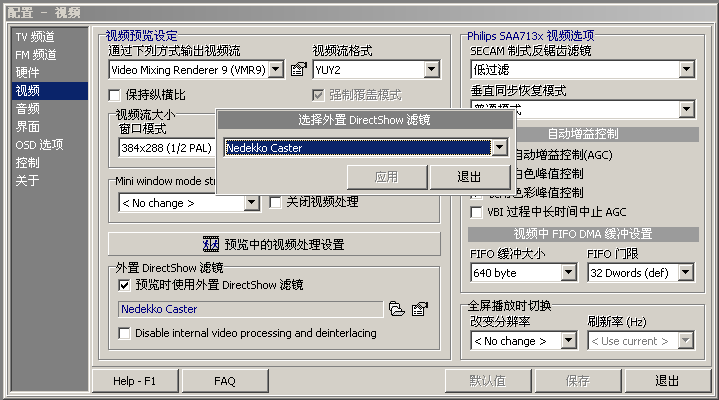 配置 - 视频
TV 频道
FM 频道
硬件
视频
音频
界面
OSD 选项
控制
关于
视频预览设定
通过下列方式输出视频流
视频流格式
Video Mixing Renderer 9 (VMR9)
YUY2
保持纵横比
强制覆盖模式
视频流大小
窗口模式
384x288 (1/2 PAL)
Mini window mode str
< No change >
关闭视频处理
预览中的视频处理设置
外置 DirectShow 滤镜
预览时使用外置 DirectShow 滤镜
Nedekko Caster
Disable internal video processing and deinterlacing
选择外置 DirectShow 滤镜
Nedekko Caster
应用
退出
Philips SAA713x 视频选项
SECAM 制式反锯齿滤镜
低过滤
垂直同步恢复模式
普通模式
自动增益控制
自动增益控制(AGC)
白色峰值控制
使用色彩峰值控制
VBI 过程中长时间中止 AGC
视频中 FIFO DMA 缓冲设置
FIFO 缓冲大小
FIFO 门限
640 byte
32 Dwords (def)
全屏播放时切换
改变分辨率
刷新率 (Hz)
< No change >
< Use current >
Help - F1
FAQ
默认值
保存
退出